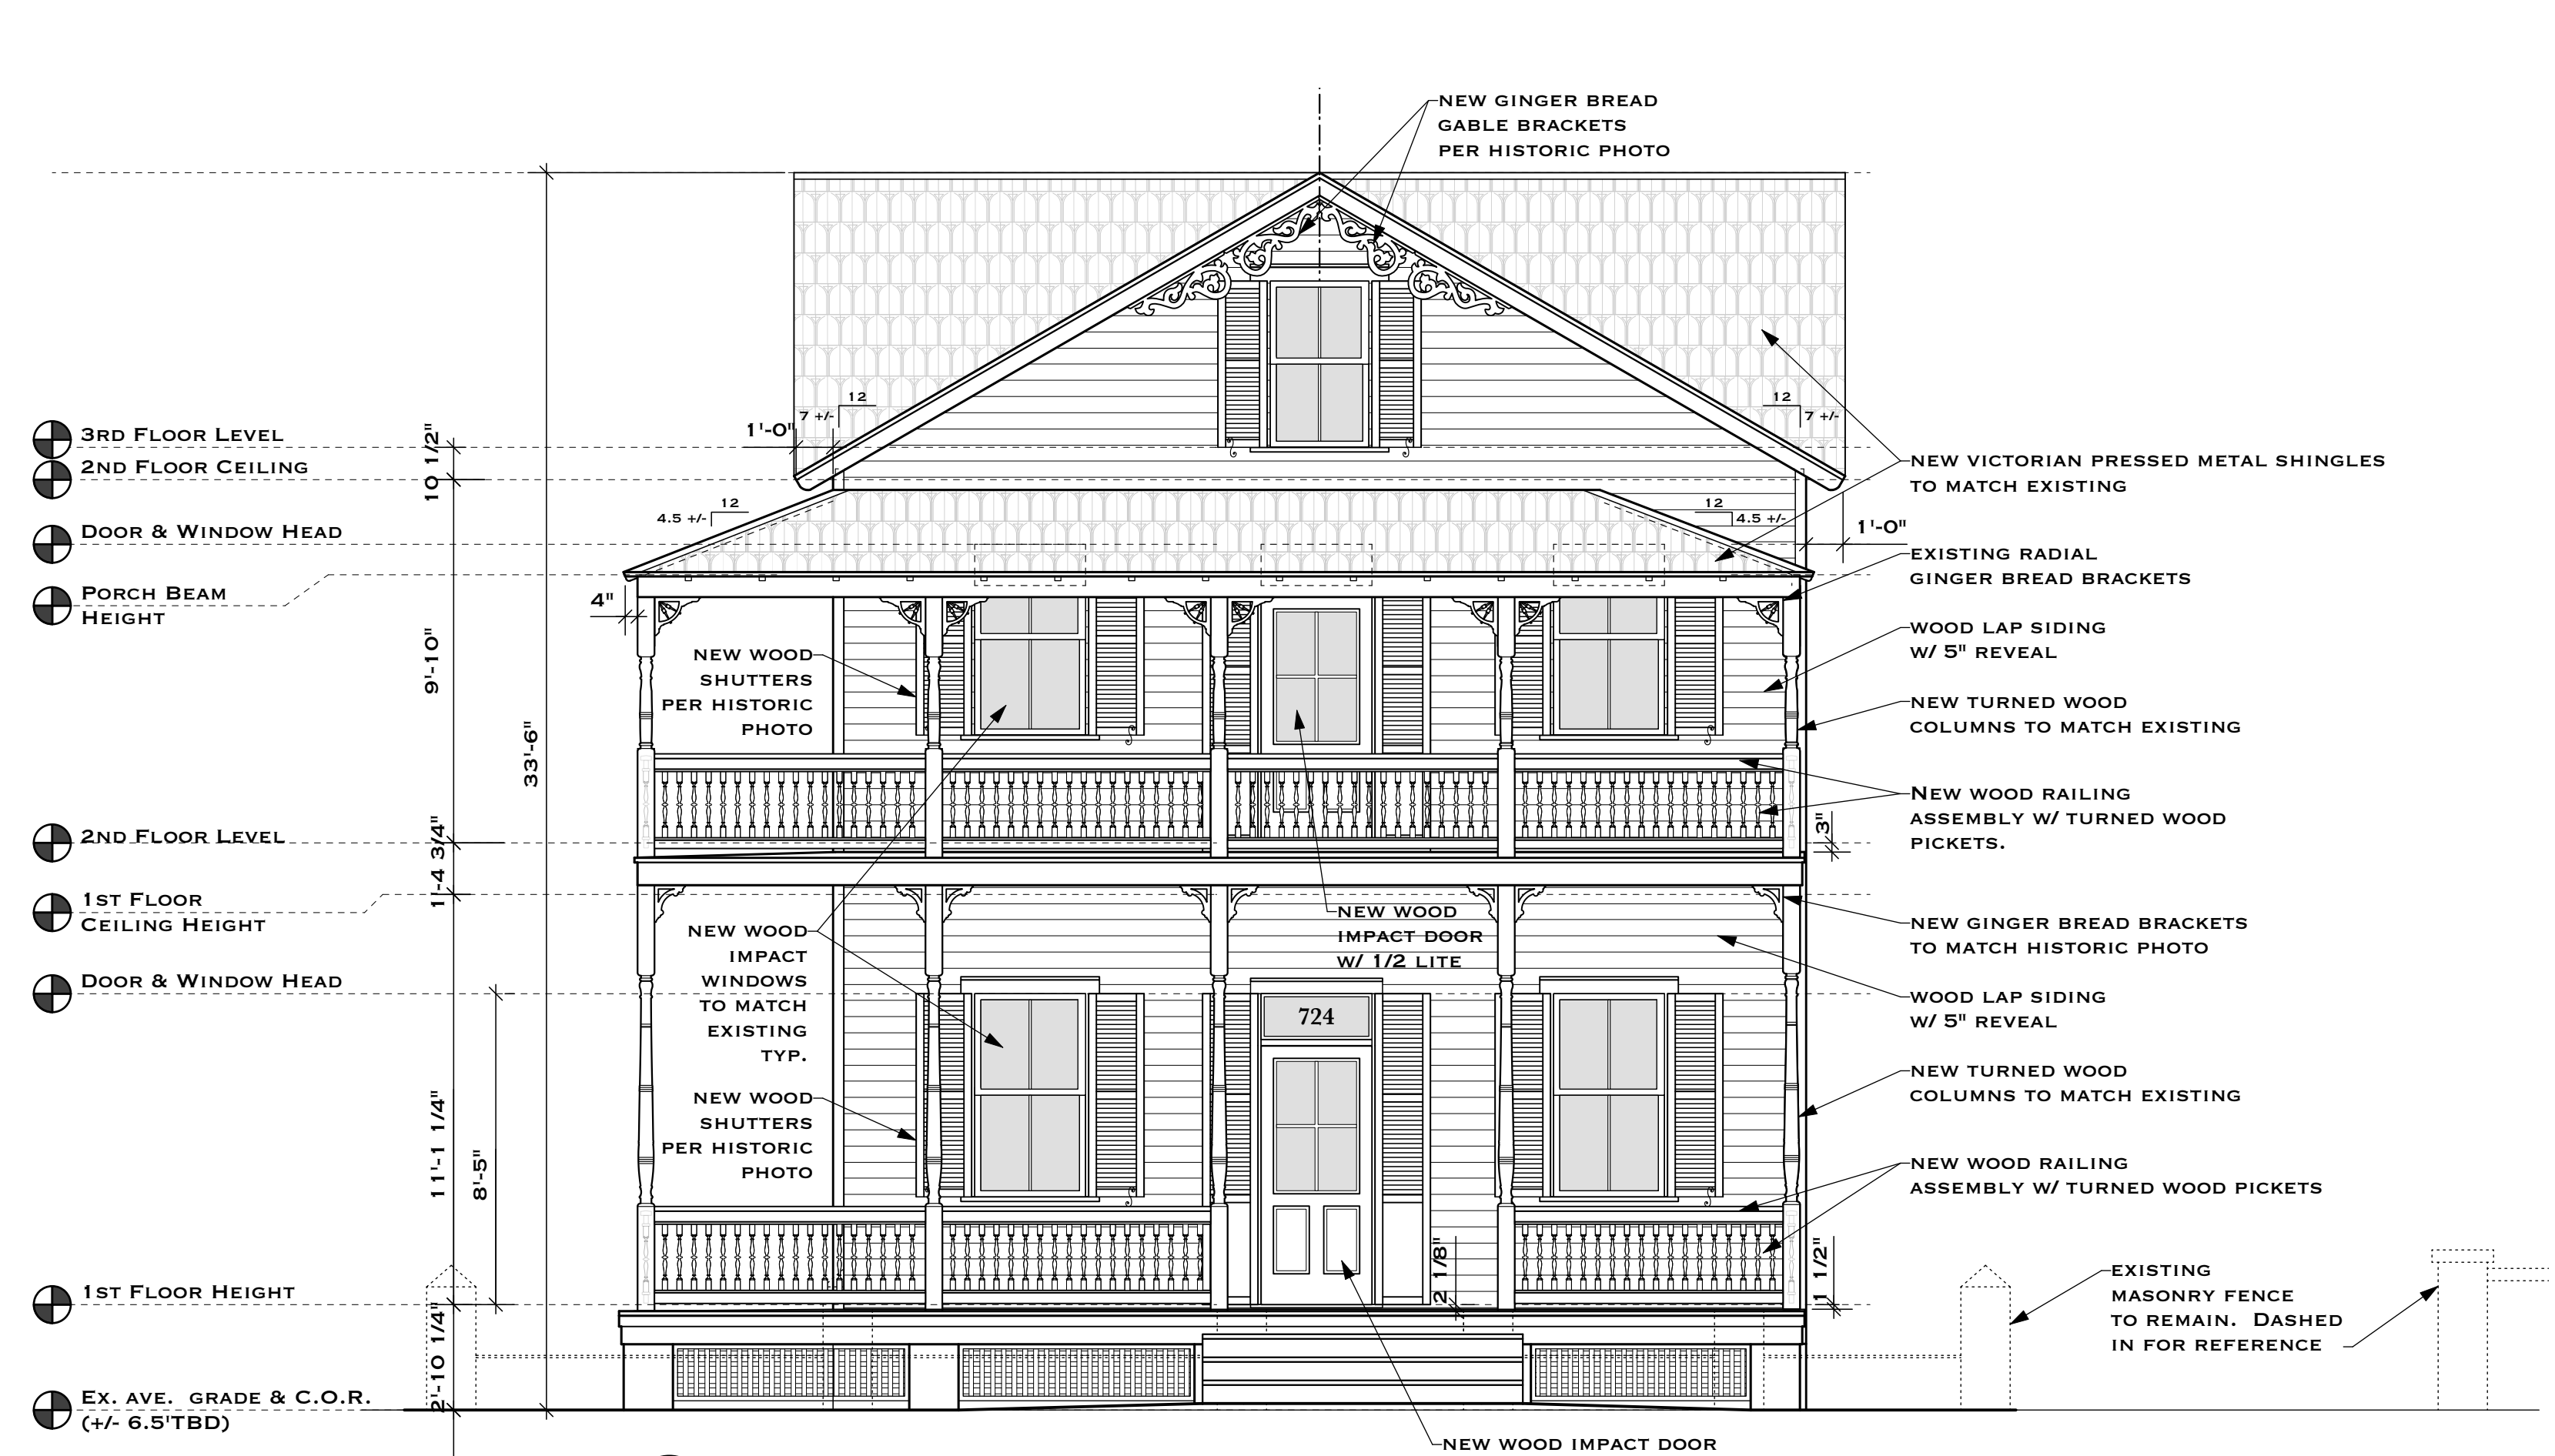 NEW GINGER BREAD
GABLE BRACKETS
PER HISTORIC PHOTO
12
7 +/-
12
7 +/-
1'-0"
3RD FLOOR LEVEL
2ND FLOOR CEILING
10 1/2"
NEW VICTORIAN PRESSED METAL SHINGLES
TO MATCH EXISTING
12
4.5 +/-
12
4.5 +/-
1'-0"
DOOR & WINDOW HEAD
PORCH BEAM
HEIGHT
4"
EXISTING RADIAL
GINGER BREAD BRACKETS
9'-10"
33'-6"
NEW WOOD
SHUTTERS
PER HISTORIC
PHOTO
WOOD LAP SIDING
W/ 5" REVEAL
NEW TURNED WOOD
COLUMNS TO MATCH EXISTING
NEW WOOD RAILING
ASSEMBLY W/ TURNED WOOD
PICKETS.
3"
2ND FLOOR LEVEL
1'-4 3/4"
1ST FLOOR
CEILING HEIGHT
NEW WOOD
IMPACT DOOR
W/ 1/2 LITE
NEW GINGER BREAD BRACKETS
TO MATCH HISTORIC PHOTO
NEW WOOD
IMPACT
WINDOWS
TO MATCH
EXISTING
TYP.
DOOR & WINDOW HEAD
724
WOOD LAP SIDING
W/ 5" REVEAL
NEW TURNED WOOD
COLUMNS TO MATCH EXISTING
NEW WOOD
SHUTTERS
PER HISTORIC
PHOTO
11'-1 1/4"
8'-5"
NEW WOOD RAILING
ASSEMBLY W/ TURNED WOOD PICKETS
2 1/8"
1 1/2"
1ST FLOOR HEIGHT
2'-10 1/4"
EXISTING
MASONRY FENCE
TO REMAIN. DASHED
IN FOR REFERENCE
EX. AVE. GRADE & C.O.R.
(+/- 6.5'TBD)
NEW WOOD IMPACT DOOR